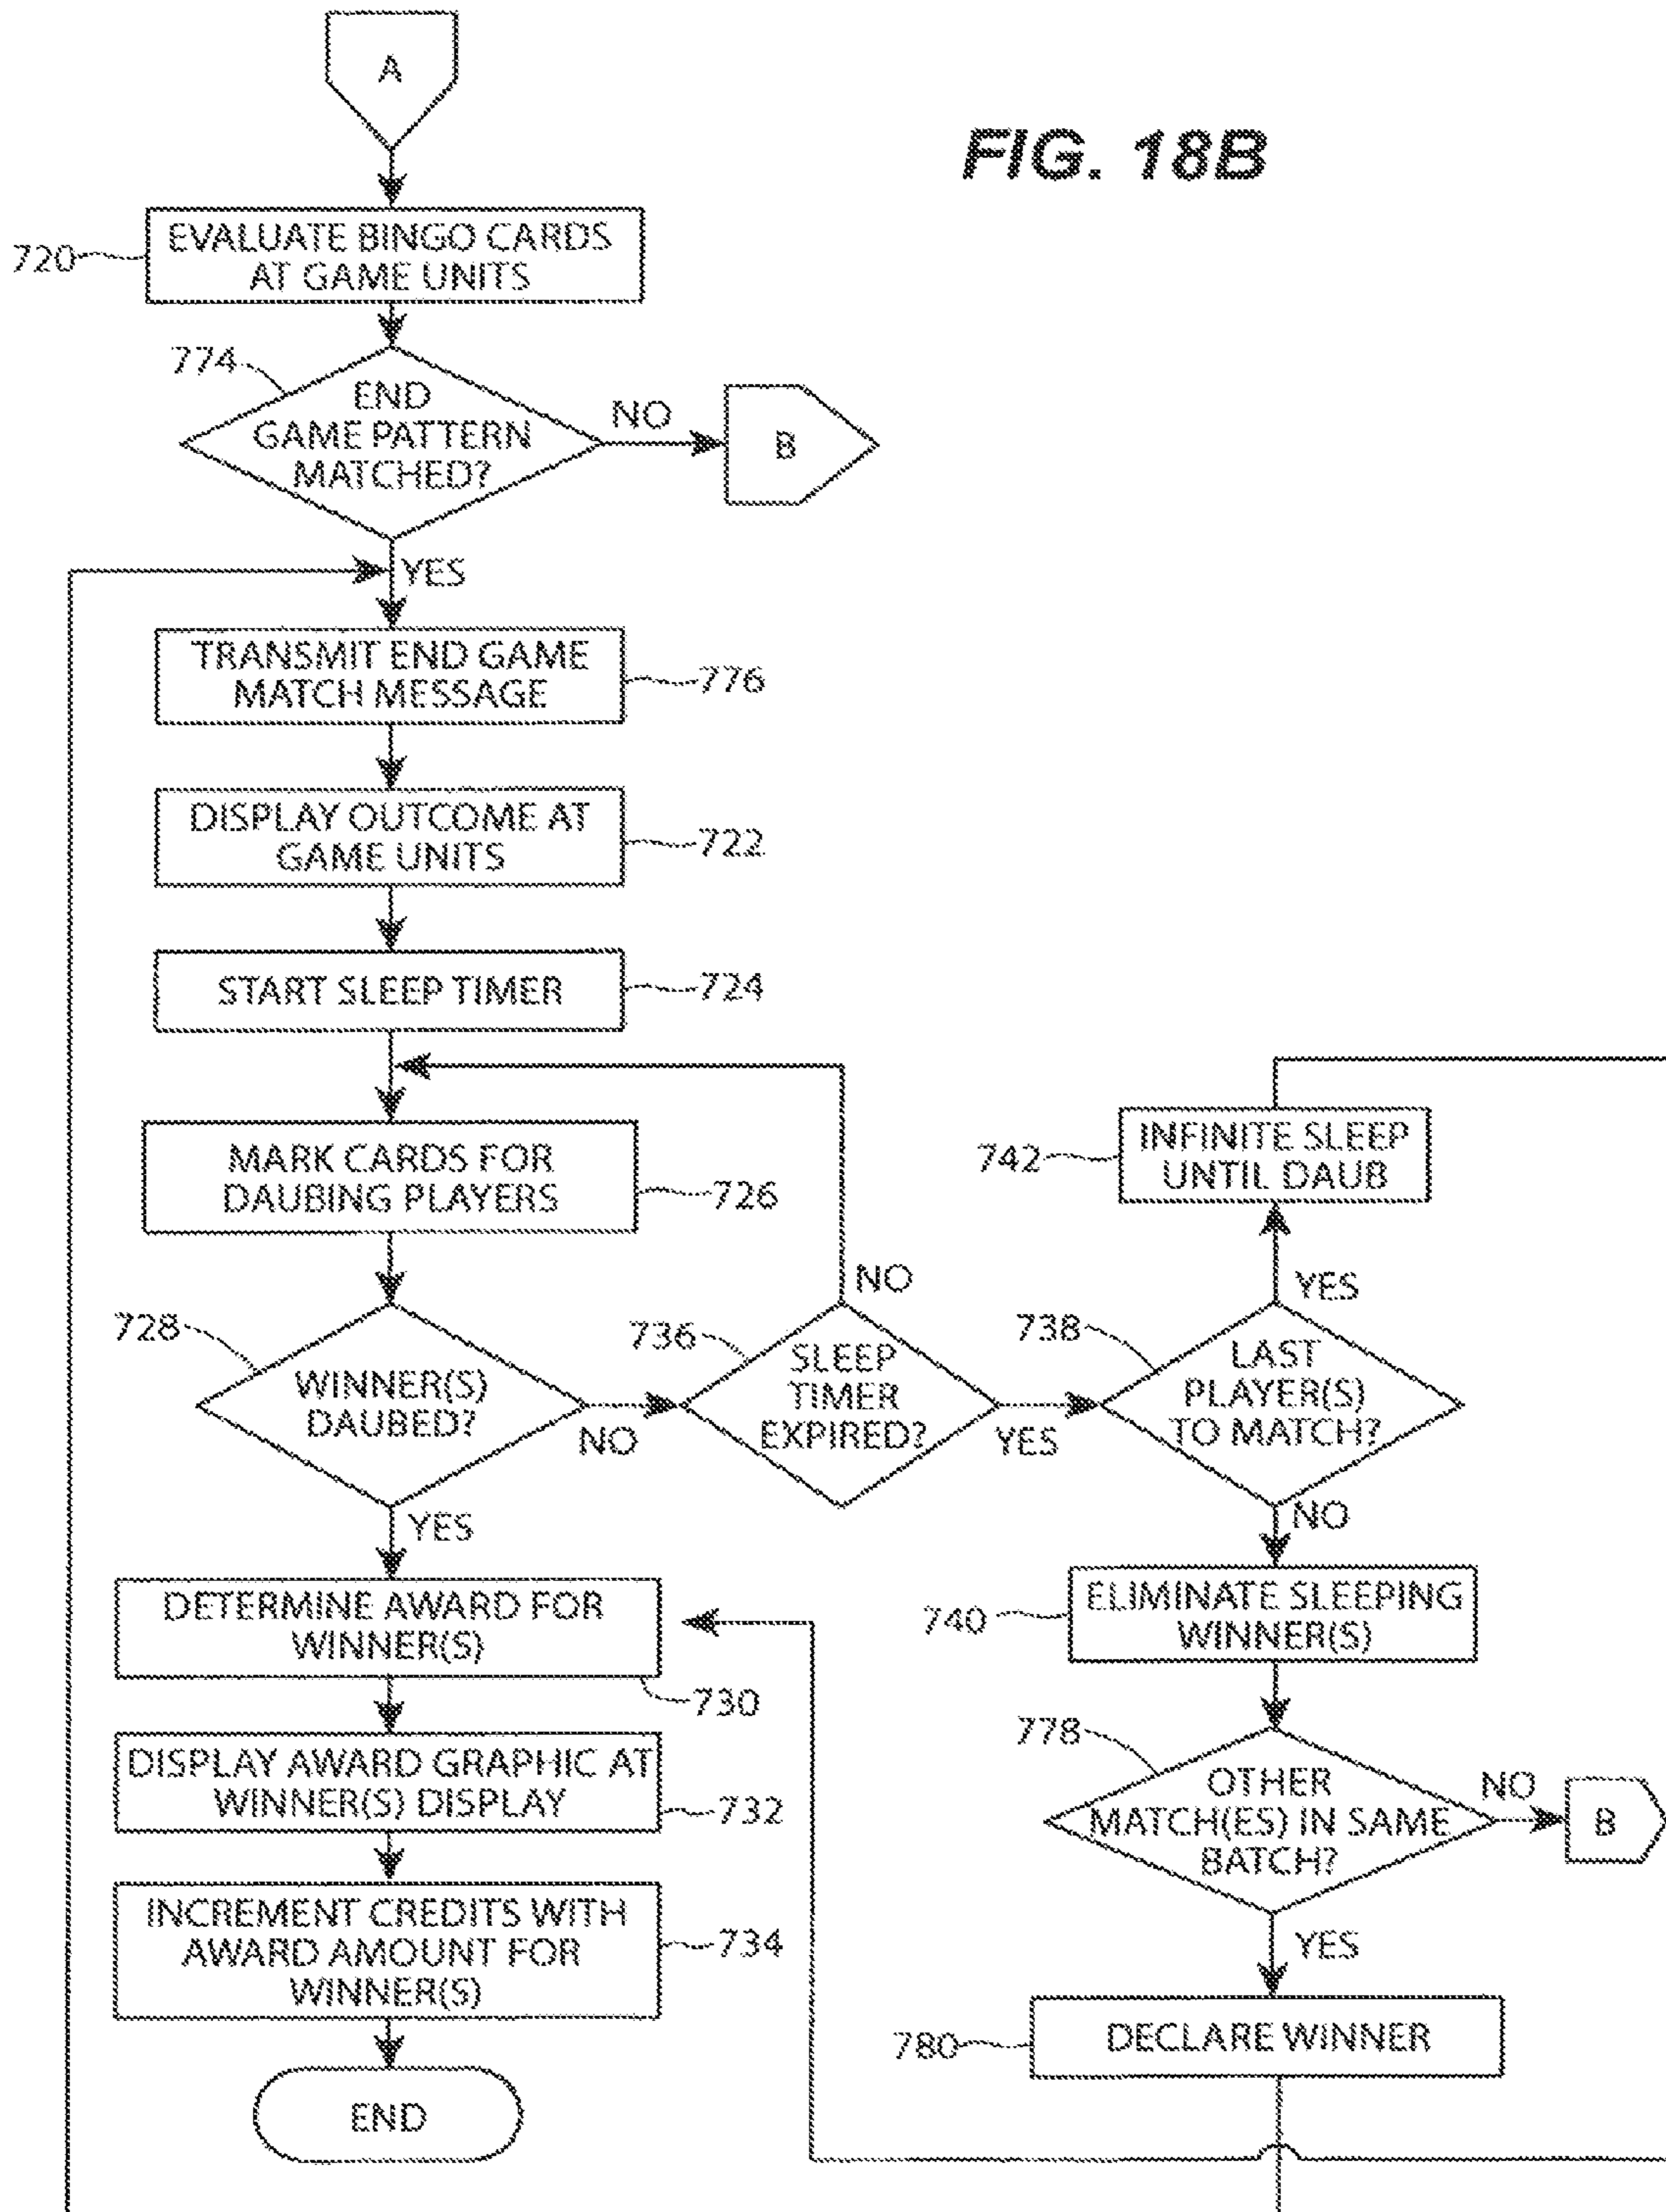 A
FIG. 18B
720
EVALUATE BINGO CARDS
AT GAME UNITS
774
END
GAME PATTERN
MATCHED?
NO
B
YES
TRANSMIT END GAME
MATCH MESSAGE
776
DISPLAY OUTCOME AT
GAME UNITS
722
START SLEEP TIMER
724
MARK CARDS FOR
DAUBING PLAYERS
726
742
INFINITE SLEEP
UNTIL DAUB
728
WINNER(S)
DAUBED?
NO
736
SLEEP
TIMER
EXPIRED?
NO
YES
738
LAST
PLAYER(S)
TO MATCH?
YES
NO
YES
DETERMINE AWARD FOR
WINNER(S)
730
740
ELIMINATE SLEEPING
WINNER(S)
DISPLAY AWARD GRAPHIC AT
WINNER(S) DISPLAY
732
778
OTHER
MATCH(ES) IN SAME
BATCH?
NO
B
YES
INCREMENT CREDITS WITH
AWARD AMOUNT FOR
WINNER(S)
734
780
DECLARE WINNER
END